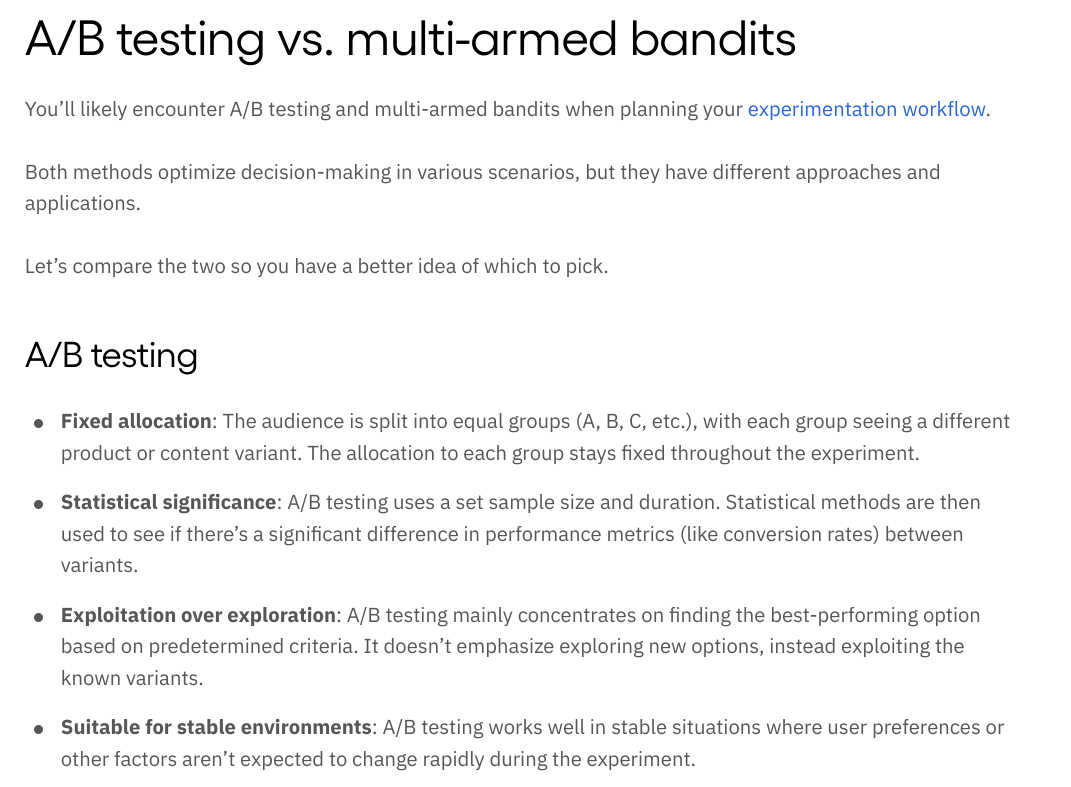 A/B testing vs. multi-armed bandits
You’ll likely encounter A/B testing and multi-armed bandits when planning your experimentation workflow.
Both methods optimize decision-making in various scenarios, but they have different approaches and
applications.
Let’s compare the two so you have a better idea of which to pick.
A/B testing
● Fixed allocation: The audience is split into equal groups (A, B, C, etc.), with each group seeing a different
product or content variant. The allocation to each group stays fixed throughout the experiment.
● Statistical significance: A/B testing uses a set sample size and duration. Statistical methods are then
used to see if there’s a significant difference in performance metrics (like conversion rates) between
variants.
● Exploitation over exploration: A/B testing mainly concentrates on finding the best-performing option
based on predetermined criteria. It doesn’t emphasize exploring new options, instead exploiting the
known variants.
● Suitable for stable environments: A/B testing works well in stable situations where user preferences or
other factors aren’t expected to change rapidly during the experiment.